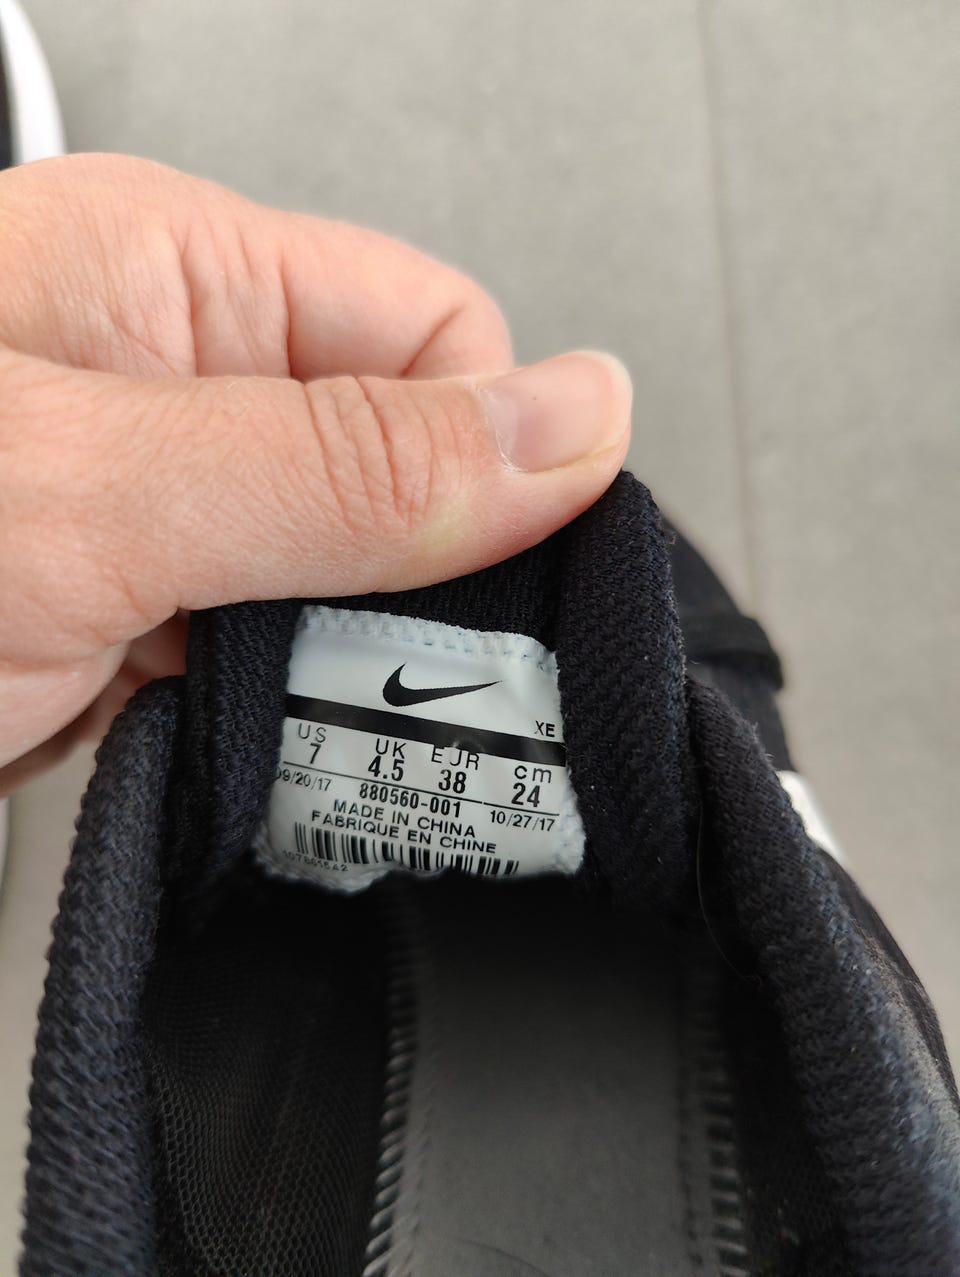 XE
US UK EUR cm
7 4.5 38 24
09/20/17 880560-001 10/27/17
MADE IN CHINA
FABRIQUE EN CHINE